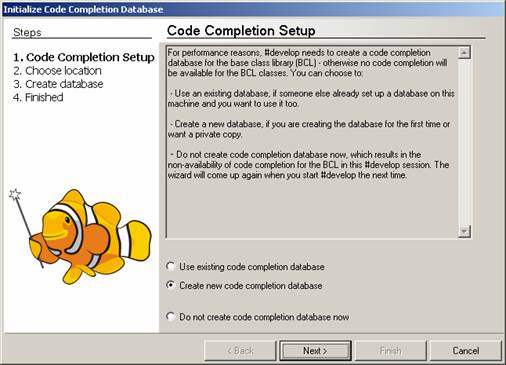 Initialize Code Completion Database
Steps
1. Code Completion Setup
2. Choose location
3. Create database
4. Finished
Code Completion Setup
For performance reasons, #develop needs to create a code completion
database for the base class library (BCL) - otherwise no code completion will
be available for the BCL classes. You can choose to:
- Use an existing database, if someone else already set up a database on this
machine and you want to use it too.
- Create a new database, if you are creating the database for the first time or
want a private copy.
- Do not create code completion database now, which results in the
non-availability of code completion for the BCL in this #develop session. The
wizard will come up again when you start #develop the next time.
Use existing code completion database
Create new code completion database
Do not create code completion database now
< Back
Next >
Finish
Cancel